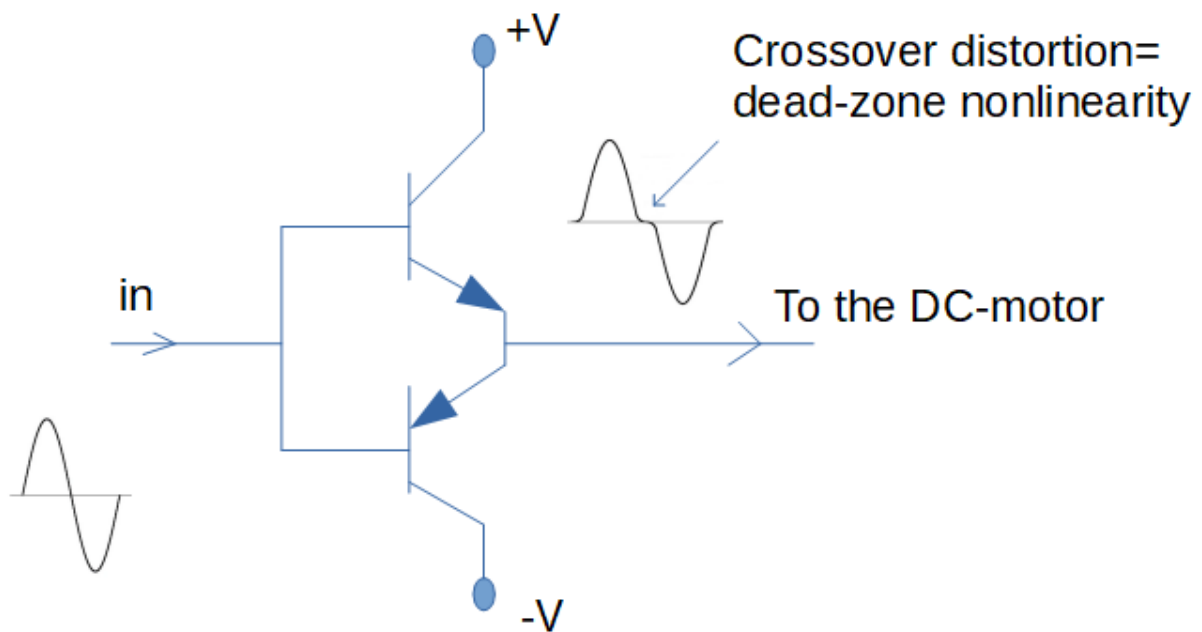 +V
Crossover distortion=
dead-zone nonlinearity
in
To the DC-motor
-V